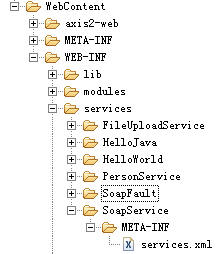 WebContent
axis2-web
META-INF
WEB-INF
lib
modules
services
FileUploadService
HelloJava
HelloWorld
PersonService
SoapFault
SoapService
META-INF
services.xml